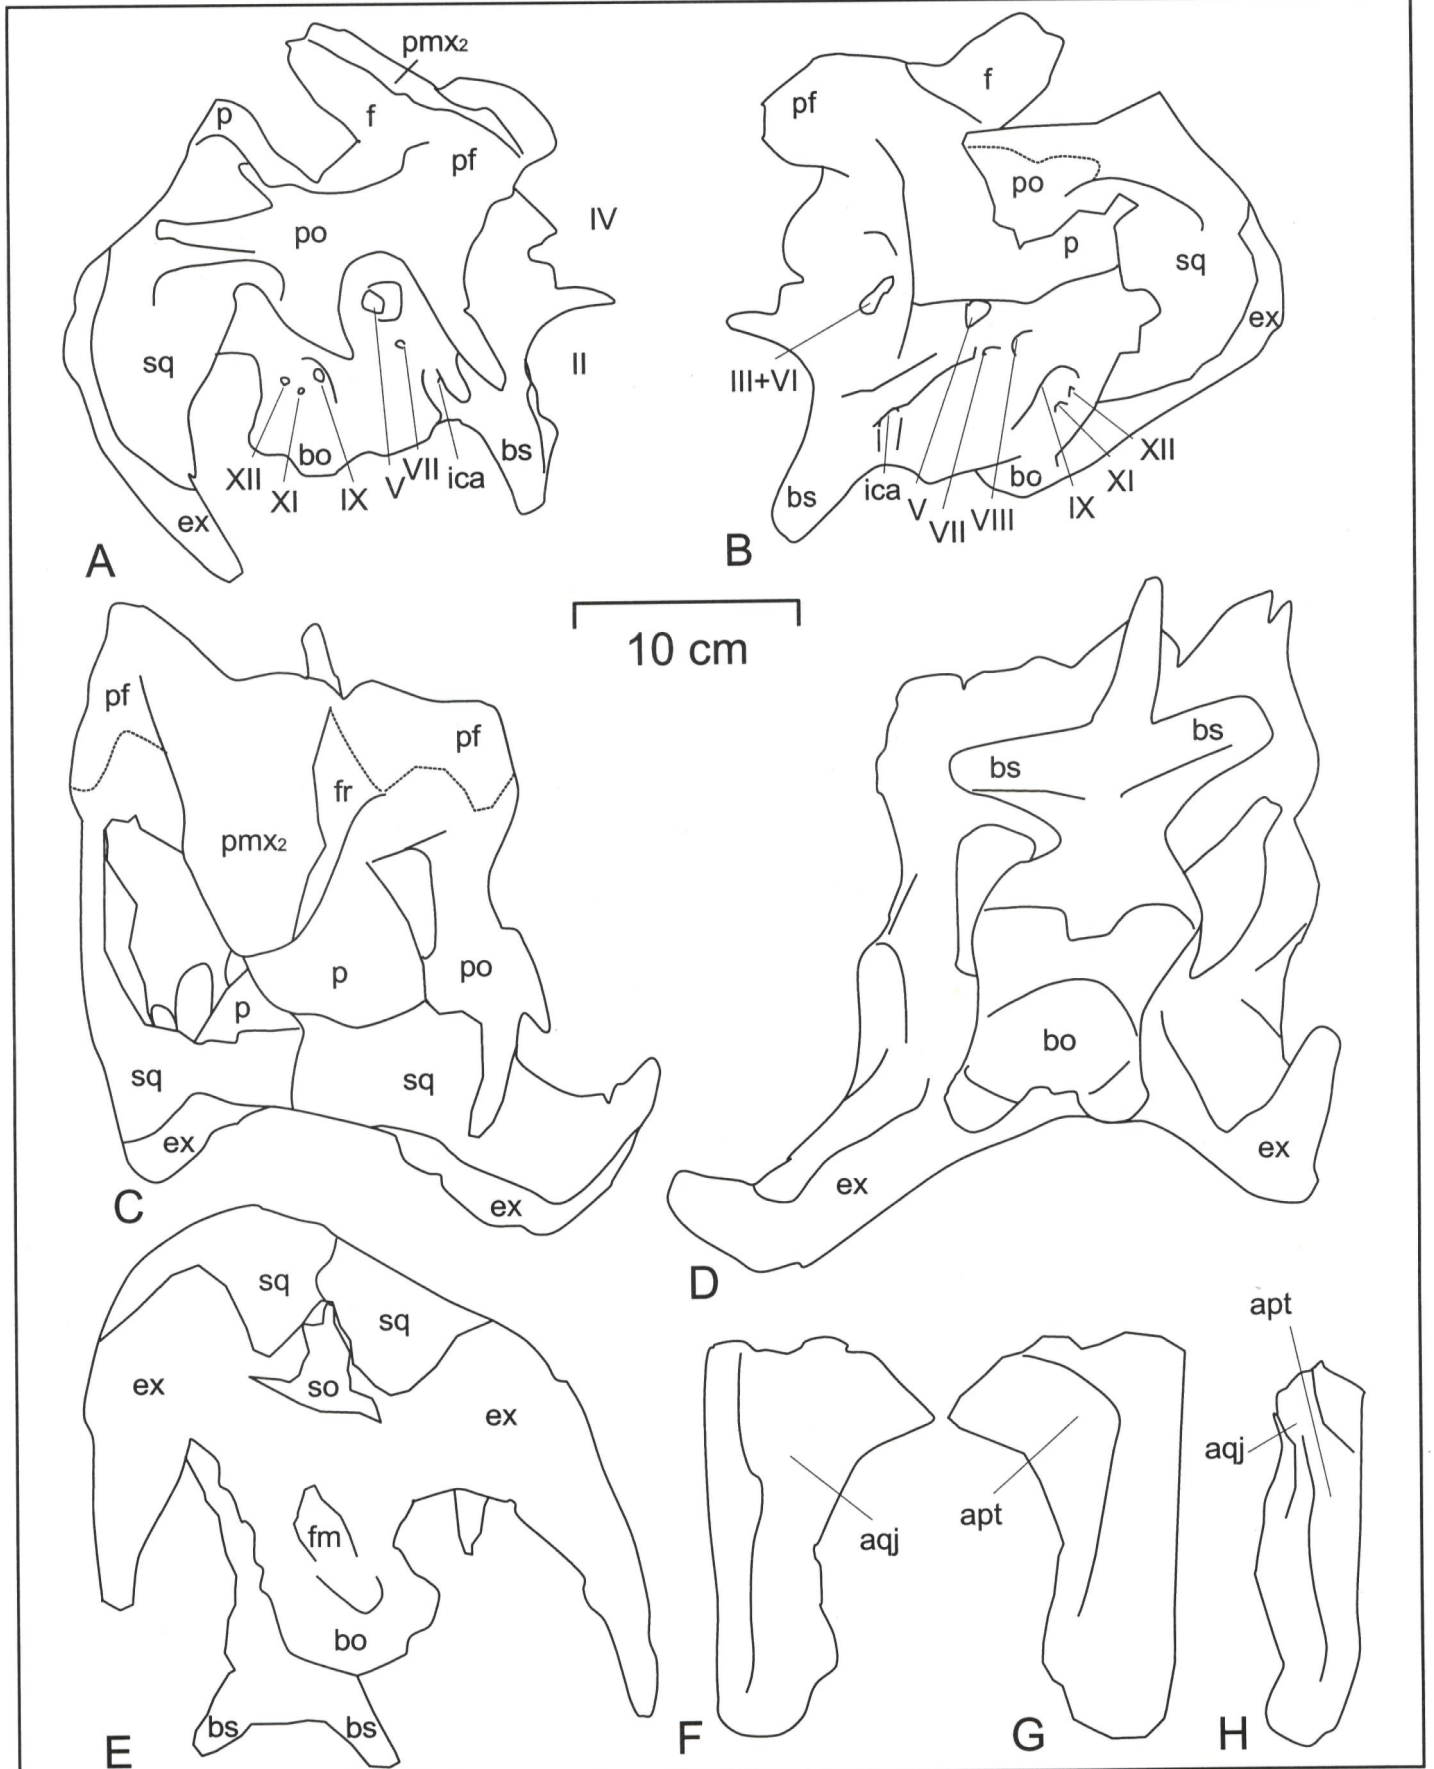 pmx₂
p
f
pf
po
IV
sq
II
XII
XI
bo
IX
V
VII
ica
bs
ex
A
pf
f
po
p
sq
ex
III+VI
XII
XI
IX
bs
ica
V
VII
VIII
bo
B
10 cm
pf
pf
fr
pmx₂
p
po
p
sq
sq
ex
ex
C
bs
bs
bo
ex
ex
D
sq
sq
ex
so
ex
fm
bo
bs
bs
E
aqj
F
apt
G
apt
aqj
H